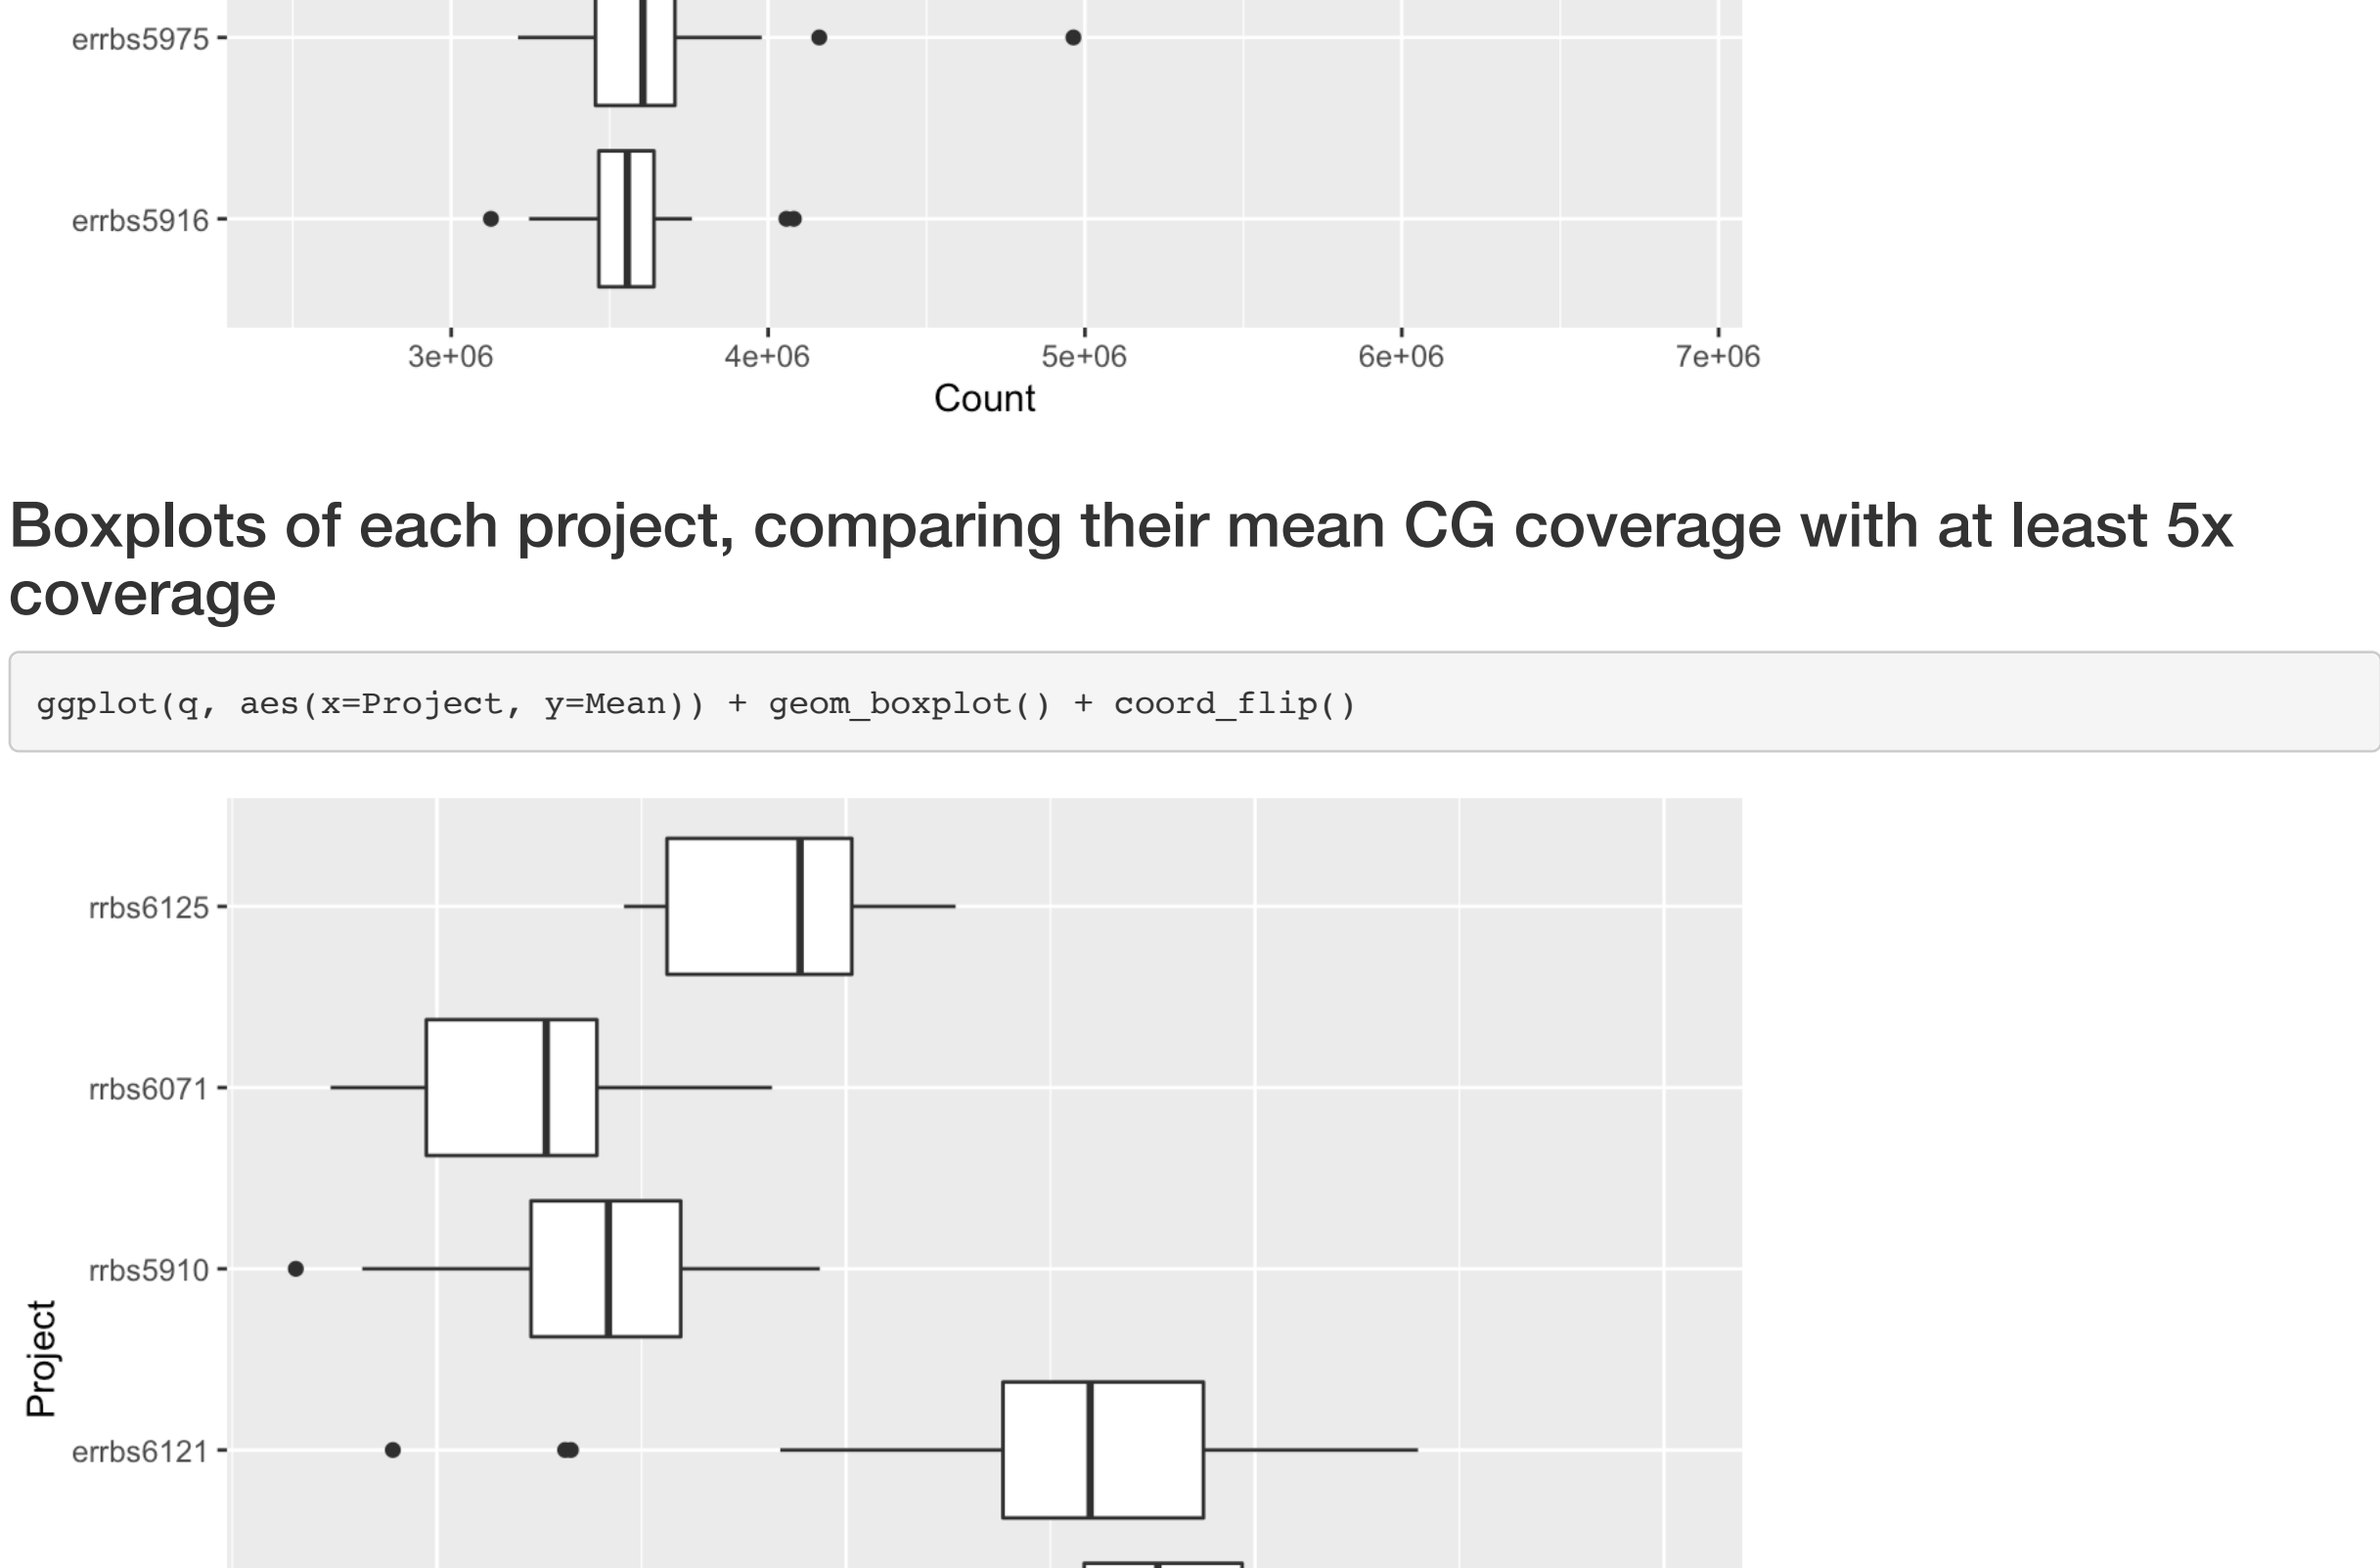 errbs5975
errbs5916
3e+06 4e+06 5e+06 6e+06 7e+06
Count
Boxplots of each project, comparing their mean CG coverage with at least 5x
coverage
ggplot(q, aes(x=Project, y=Mean)) + geom_boxplot() + coord_flip()
rrbs6125
rrbs6071
rrbs5910
Project
errbs6121